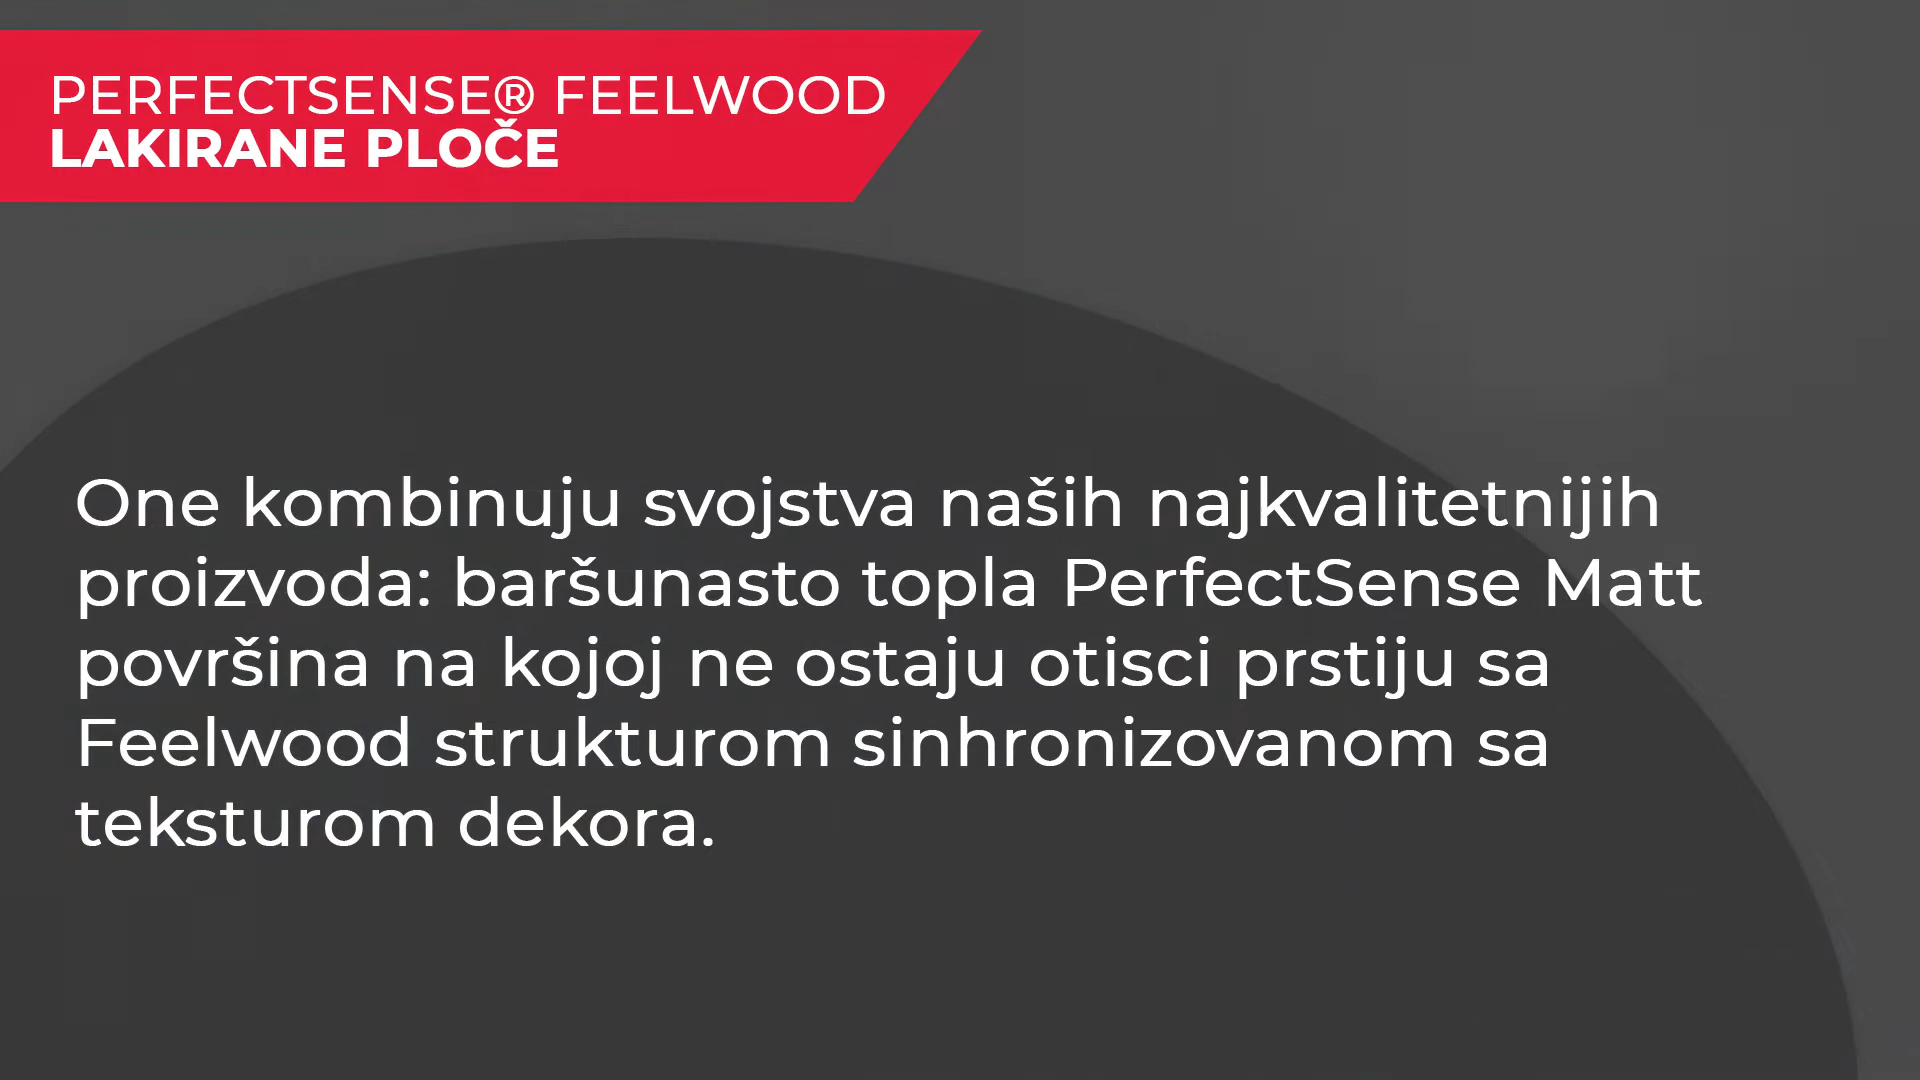 PERFECTSENSE® FEELWOOD
LAKIRANE PLOČE
One kombinuju svojstva naših najkvalitetnijih
proizvoda: baršunasto topla PerfectSense Matt
površina na kojoj ne ostaju otisci prstiju sa
Feelwood strukturom sinhronizovanom sa
teksturom dekora.